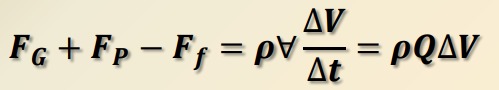 F_G + F_P − F_f = ρ∀ ΔV/Δt = ρQΔV